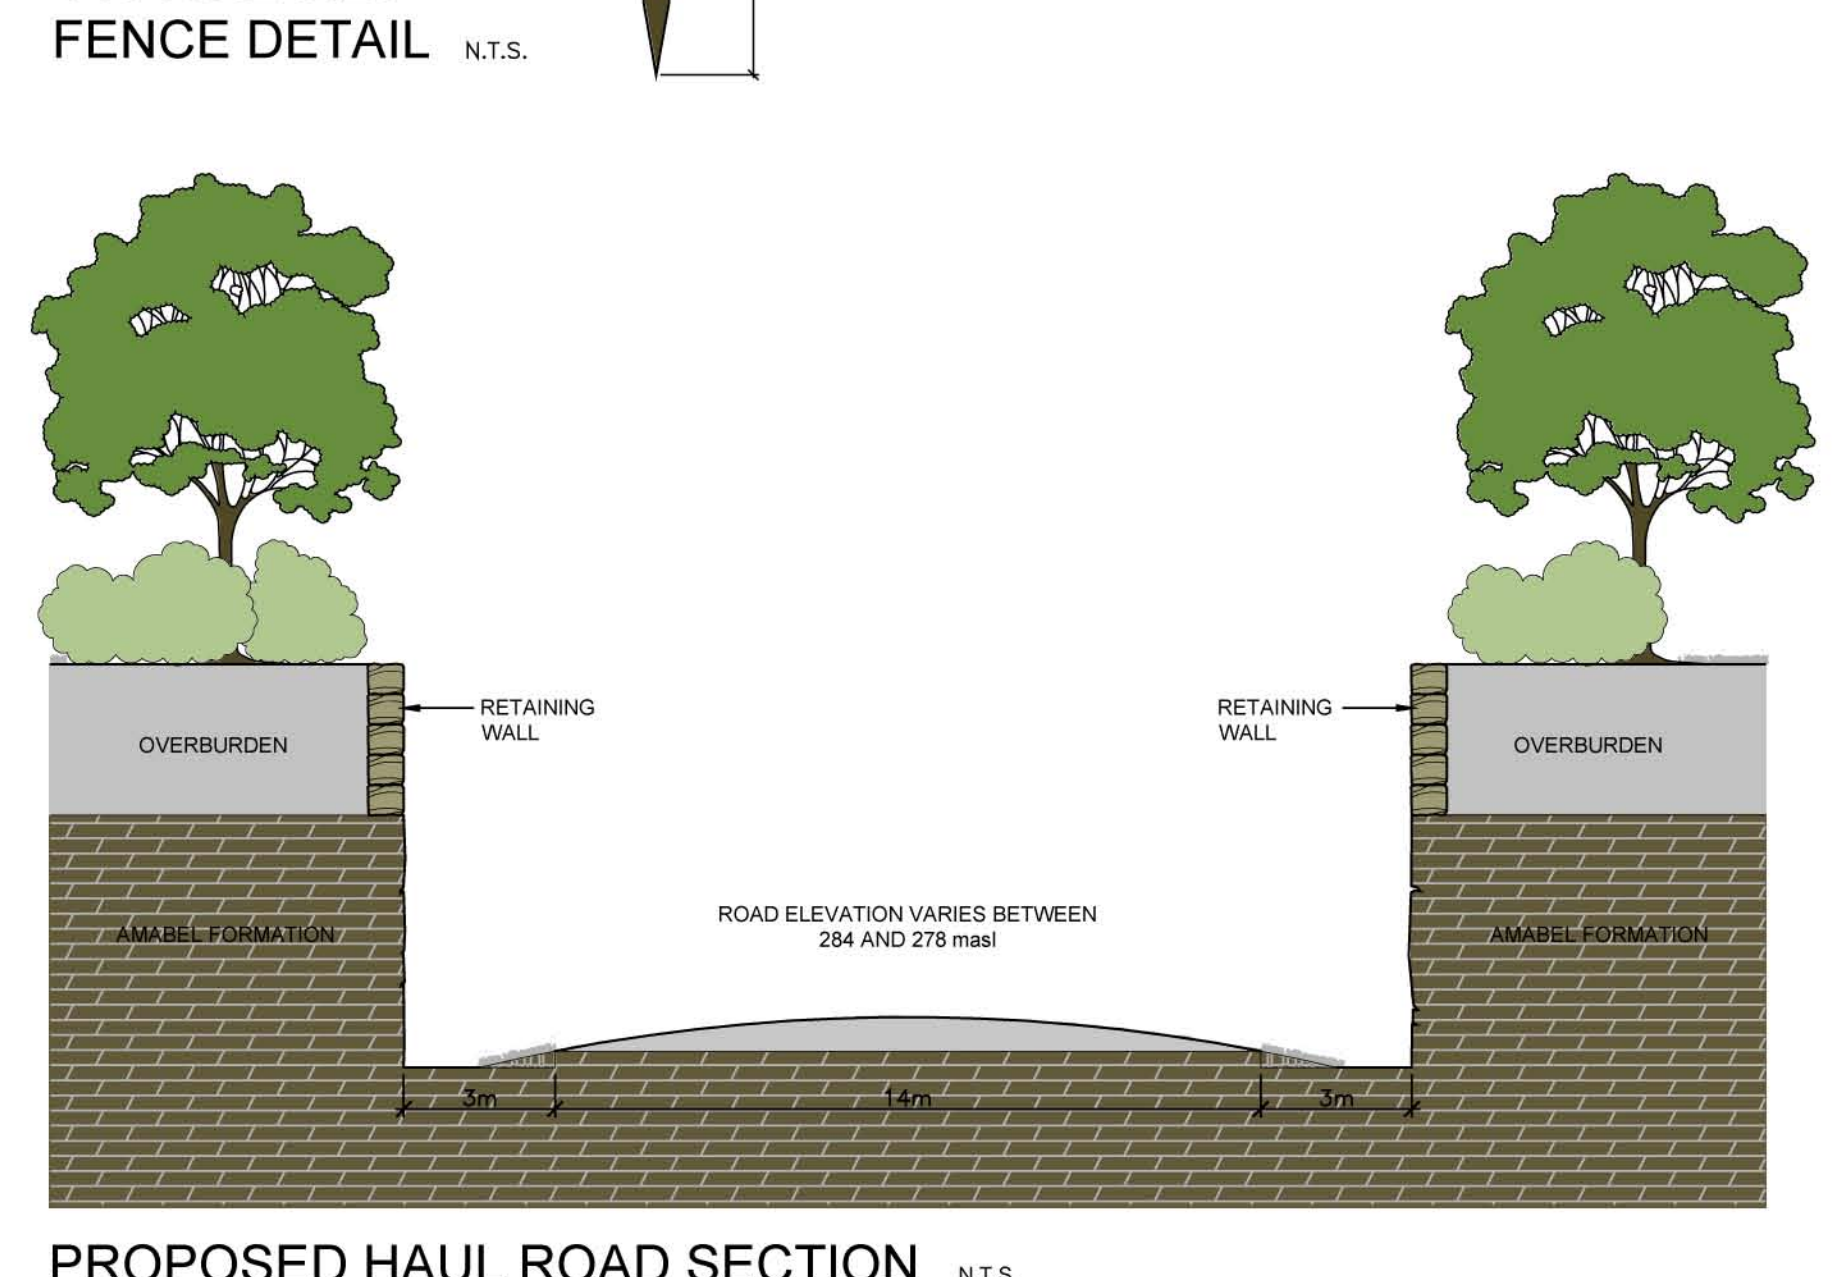 FENCE DETAIL N.T.S.
RETAINING
WALL
RETAINING
WALL
OVERBURDEN
OVERBURDEN
AMABEL FORMATION
ROAD ELEVATION VARIES BETWEEN
284 AND 278 masl
AMABEL FORMATION
3m
14m
3m
PROPOSED HAUL ROAD SECTION N.T.S.